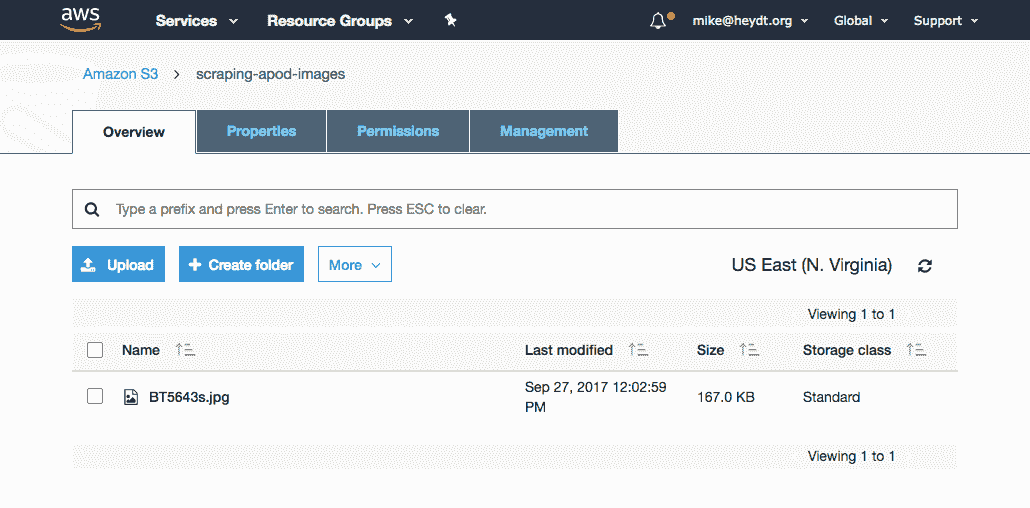 aws Services Resource Groups mike@heydt.org Global Support
Amazon S3 > scraping-apod-images
Overview Properties Permissions Management
Type a prefix and press Enter to search. Press ESC to clear.
Upload + Create folder More US East (N. Virginia)
Viewing 1 to 1
Name Last modified Size Storage class
BT5643s.jpg Sep 27, 2017 12:02:59 167.0 KB Standard
PM
Viewing 1 to 1